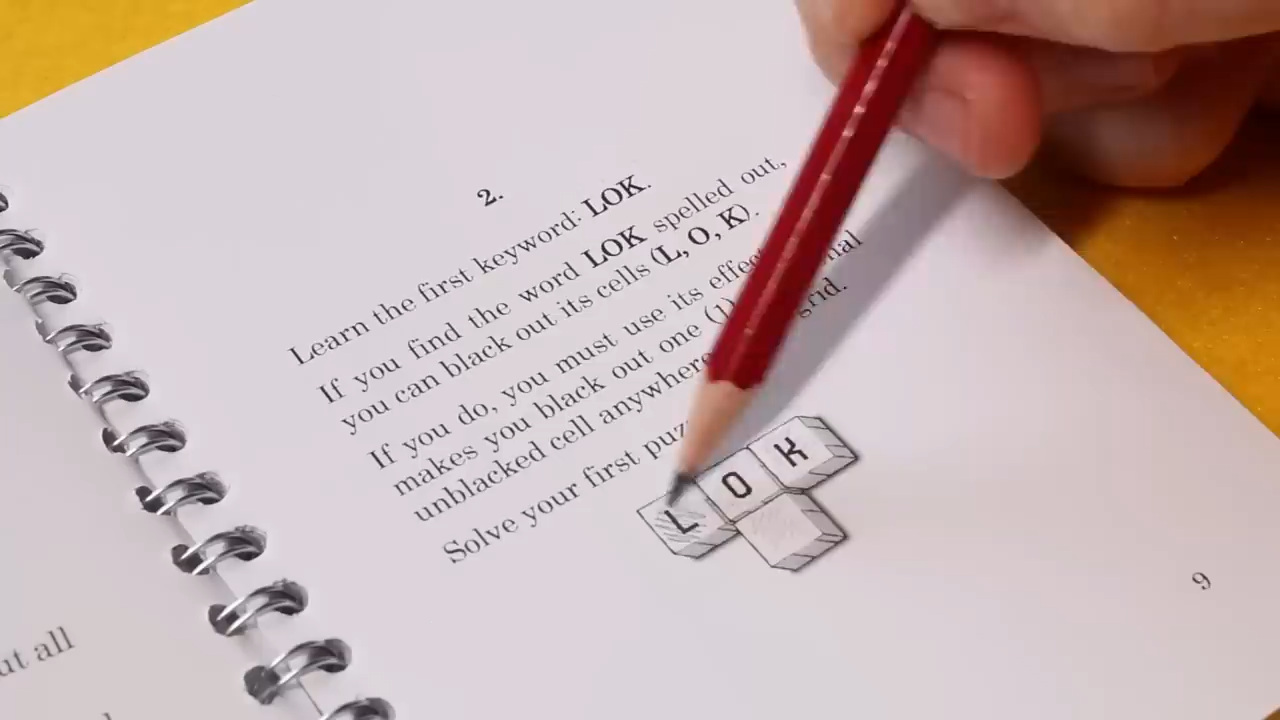 2.
Learn the first keyword: LOK.
If you find the word LOK spelled out,
you can black out its cells (L, O, K).
If you do, you must use its effect
makes you black out one (1)
unblacked cell anywhere grid.
Solve your first
L O K
9
all